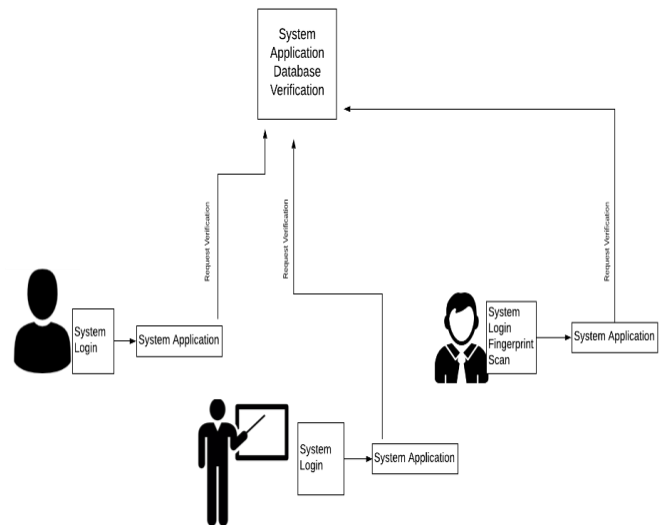 System
Application
Database
Verification
Request Verification
Request Verification
Request Verification
System
Login
System Application
System
Login
Fingerprint
Scan
System Application
System
Login
System Application